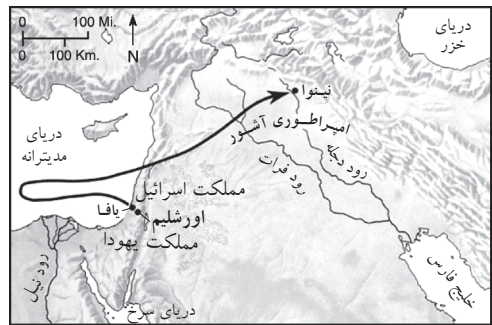 0 100 Mi.
0 100 Km.
N
دریای
خزر
نینوا
امپراطوری آشور
دریای
مدیترانه
رود دجله
رود فرات
مملکت اسرائیل
یافا
اورشلیم
مملکت یهودا
رود نیل
دریای سرخ
خلیج فارس